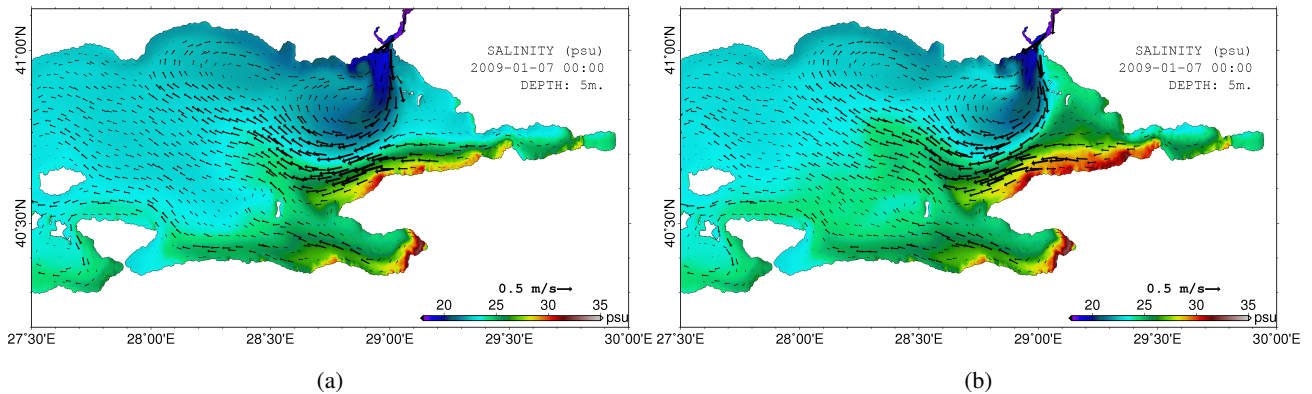 41°00'N
SALINITY (psu)
2009-01-07 00:00
DEPTH: 5m.
40°30'N
0.5 m/s
20 25 30 35
psu
27°30'E 28°00'E 28°30'E 29°00'E 29°30'E 30°00'E
(a)
41°00'N
SALINITY (psu)
2009-01-07 00:00
DEPTH: 5m.
40°30'N
0.5 m/s
20 25 30 35
psu
27°30'E 28°00'E 28°30'E 29°00'E 29°30'E 30°00'E
(b)